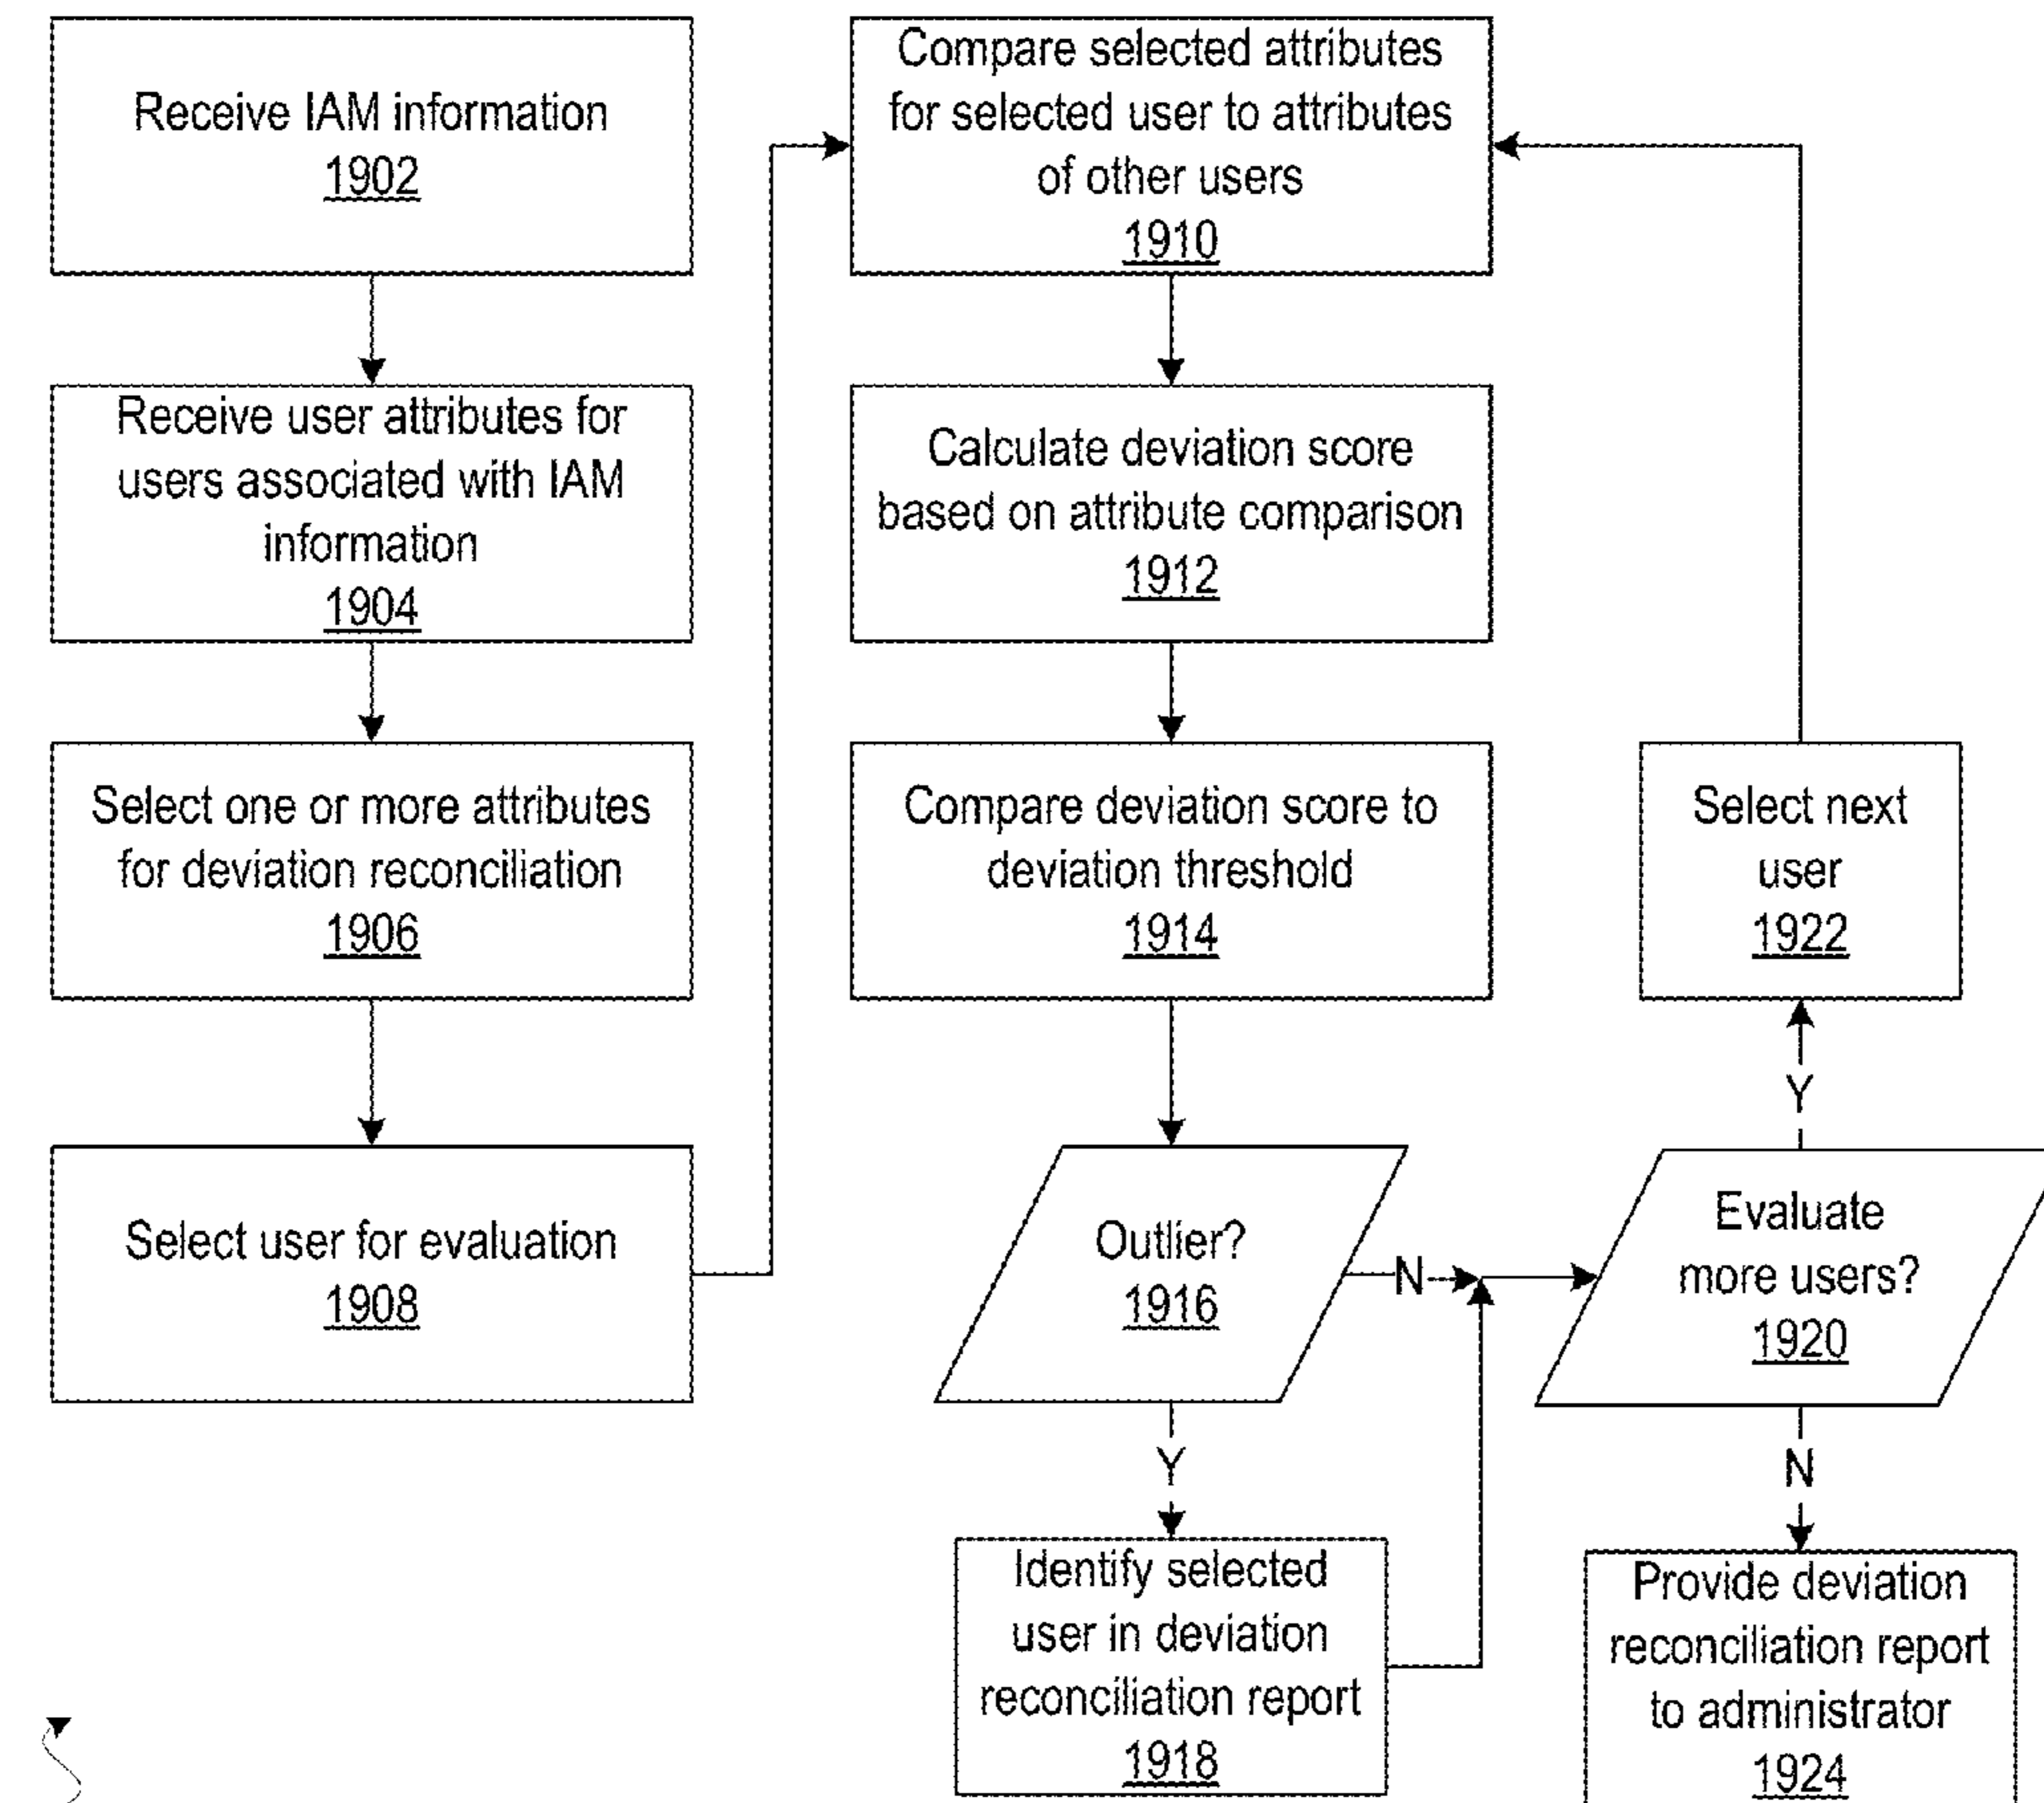 Receive IAM information
1902
Receive user attributes for
users associated with IAM
information
1904
Select one or more attributes
for deviation reconciliation
1906
Select user for evaluation
1908
Compare selected attributes
for selected user to attributes
of other users
1910
Calculate deviation score
based on attribute comparison
1912
Compare deviation score to
deviation threshold
1914
Outlier?
1916
N
Y
Identify selected
user in deviation
reconciliation report
1918
Select next
user
1922
Y
Evaluate
more users?
1920
N
Provide deviation
reconciliation report
to administrator
1924